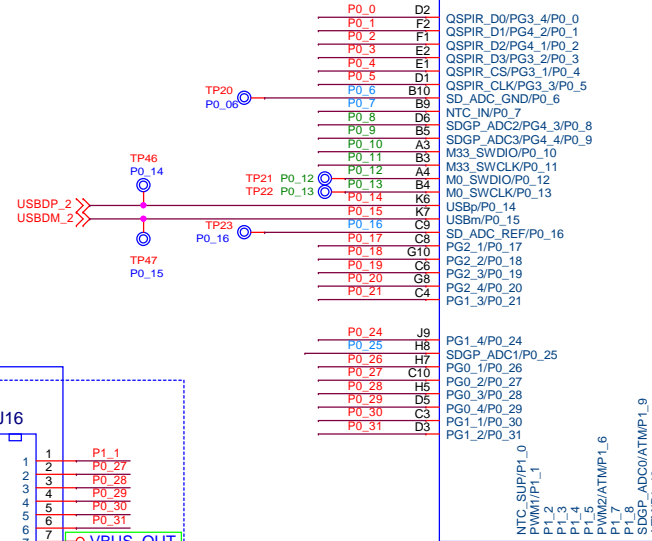 P0_0 D2 QSPIR_D0/PG3_4/P0_0
P0_1 F2 QSPIR_D1/PG4_2/P0_1
P0_2 F1 QSPIR_D2/PG4_1/P0_2
P0_3 E2 QSPIR_D3/PG3_2/P0_3
P0_4 E1 QSPIR_CS/PG3_1/P0_4
P0_5 D1 QSPIR_CLK/PG3_3/P0_5
TP20
P0_06
P0_6 B10 SD_ADC_GND/P0_6
P0_7 B9 NTC_IN/P0_7
P0_8 D6 SDGP_ADC2/PG4_3/P0_8
P0_9 B5 SDGP_ADC3/PG4_4/P0_9
P0_10 A3 M33_SWDIO/P0_10
P0_11 B3 M33_SWCLK/P0_11
TP21 P0_12 P0_12 A4 M0_SWDIO/P0_12
TP22 P0_13 P0_13 B4 M0_SWCLK/P0_13
TP46
P0_14
USBDP_2 P0_14 K6 USBp/P0_14
USBDM_2 P0_15 K7 USBm/P0_15
TP23
P0_16
P0_16 C9 SD_ADC_REF/P0_16
TP47
P0_15
P0_17 C8 PG2_1/P0_17
P0_18 G10 PG2_2/P0_18
P0_19 C6 PG2_3/P0_19
P0_20 G8 PG2_4/P0_20
P0_21 C4 PG1_3/P0_21
P0_24 J9 PG1_4/P0_24
P0_25 H8 SDGP_ADC1/P0_25
P0_26 H7 PG0_1/P0_26
P0_27 C10 PG0_2/P0_27
P0_28 H5 PG0_3/P0_28
P0_29 D5 PG0_4/P0_29
P0_30 C3 PG1_1/P0_30
P0_31 D3 PG1_2/P0_31
J16
1 1 P1_1
2 2 P0_27
3 3 P0_28
4 4 P0_29
5 5 P0_30
6 6 P0_31
7 VBUS_OUT
NTC_SUP/P1_0
PWM1/P1_1
P1_2
P1_3
P1_4
P1_5
PWM2/ATM/P1_6
P1_7
P1_8
SDGP_ADC0/ATM/P1_9